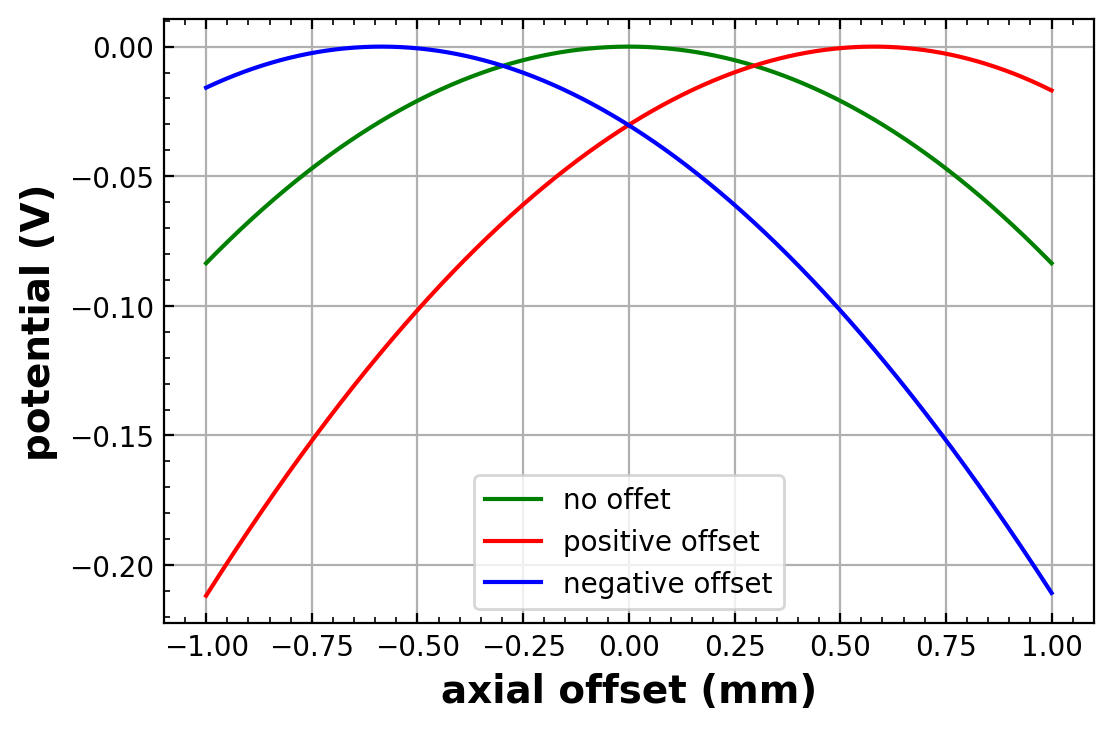 potential (V)
0.00
−0.05
−0.10
−0.15
−0.20
no offet
positive offset
negative offset
−1.00 −0.75 −0.50 −0.25 0.00 0.25 0.50 0.75 1.00
axial offset (mm)